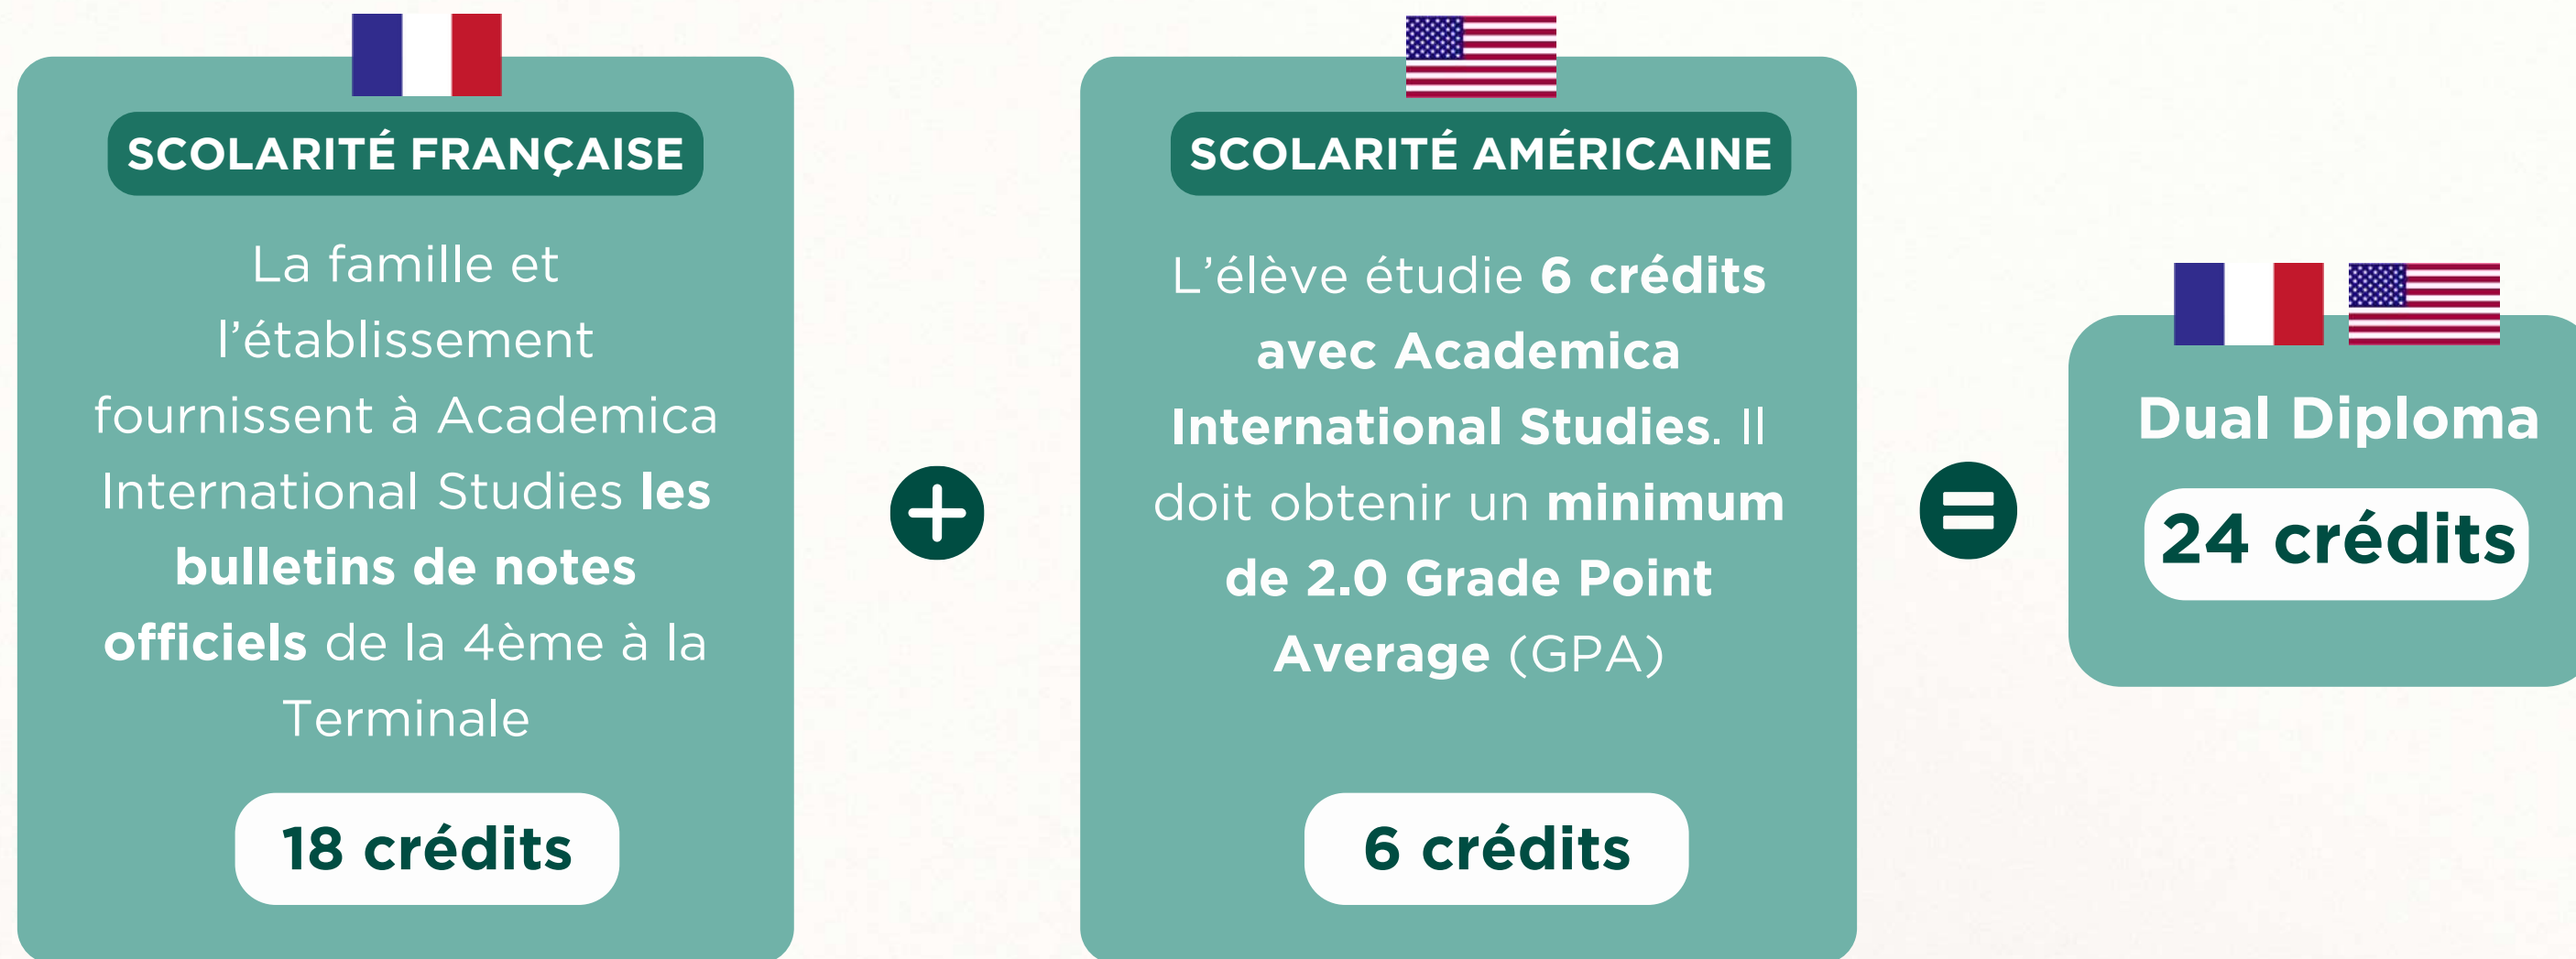 SCOLARITÉ FRANÇAISE
La famille et
l'établissement
fournissent à Academica
International Studies les
bulletins de notes
officiels de la 4ème à la
Terminale
18 crédits
SCOLARITÉ AMÉRICAINE
L'élève étudie 6 crédits
avec Academica
International Studies. Il
doit obtenir un minimum
de 2.0 Grade Point
Average (GPA)
6 crédits
Dual Diploma
24 crédits